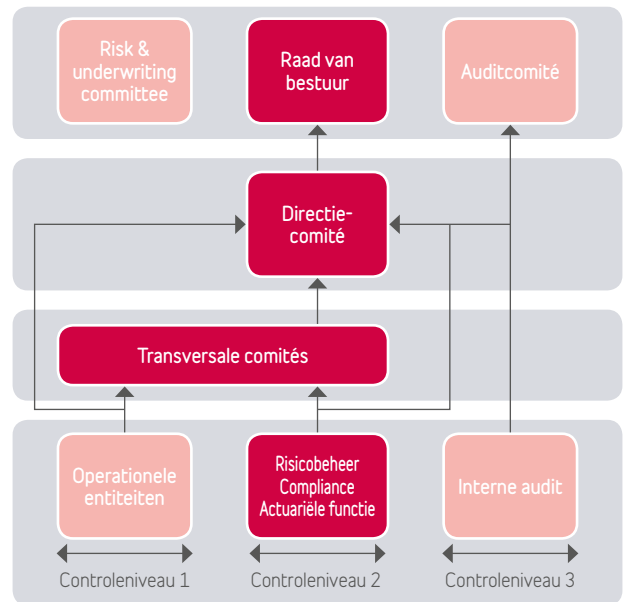 Risk &
underwriting
committee
Raad van
bestuur
Auditcomité
Directie-
comité
Transversale comités
Operationele
entiteiten
Risicobeheer
Compliance
Actuariële functie
Interne audit
Controleniveau 1
Controleniveau 2
Controleniveau 3